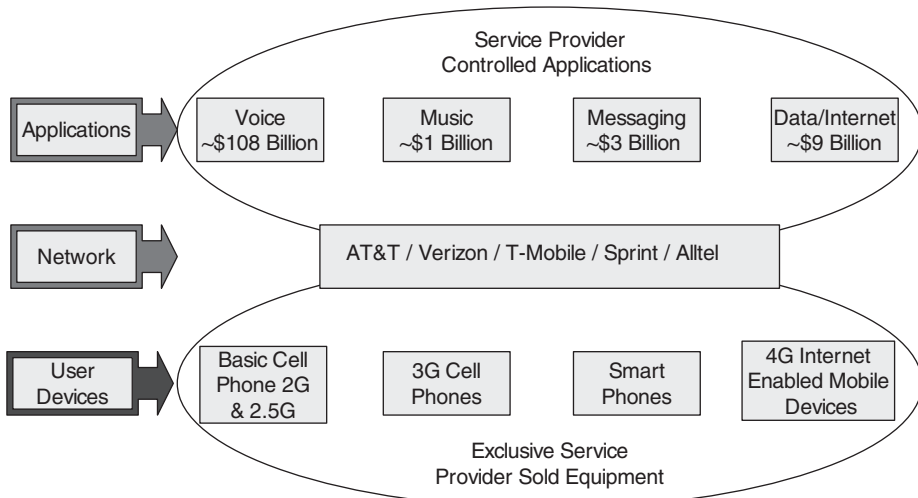 Service Provider
Controlled Applications
Applications
Voice
~$108 Billion
Music
~$1 Billion
Messaging
~$3 Billion
Data/Internet
~$9 Billion
Network
AT&T / Verizon / T-Mobile / Sprint / Alltel
User
Devices
Basic Cell
Phone 2G
& 2.5G
3G Cell
Phones
Smart
Phones
4G Internet
Enabled Mobile
Devices
Exclusive Service
Provider Sold Equipment